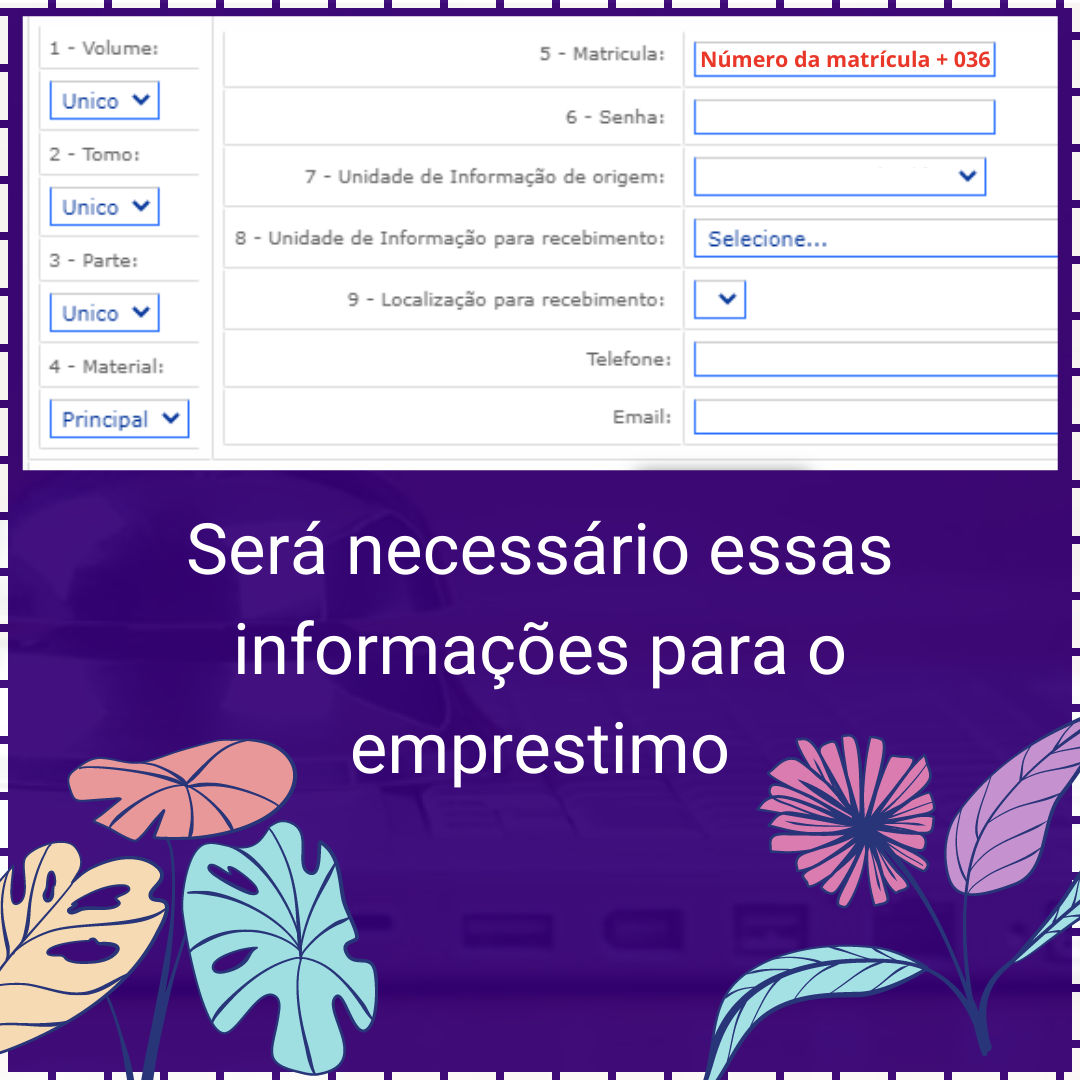 1 - Volume:
Unico
2 - Tomo:
Unico
3 - Parte:
Unico
4 - Material:
Principal
5 - Matricula:
Número da matrícula + 036
6 - Senha:
7 - Unidade de Informação de origem:
8 - Unidade de Informação para recebimento:
Selecione...
9 - Localização para recebimento:
Telefone:
Email:
Será necessário essas
informações para o
emprestimo